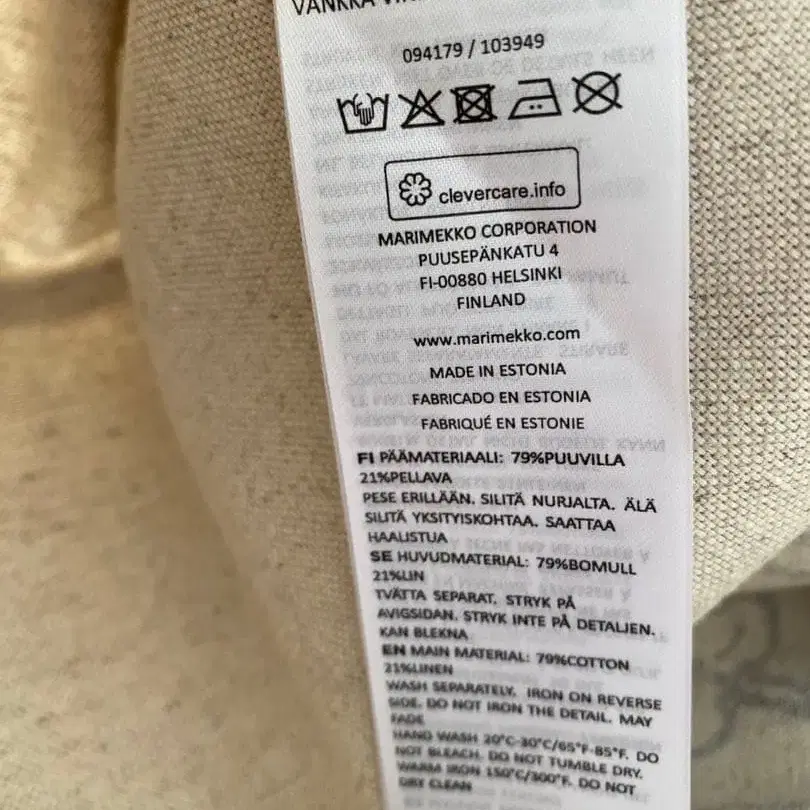 VANKKA
094179 / 103949
clevercare.info
MARIMEKKO CORPORATION
PUUSEPÄNKATU 4
FI-00880 HELSINKI
FINLAND
www.marimekko.com
MADE IN ESTONIA
FABRICADO EN ESTONIA
FABRIQUÉ EN ESTONIE
FI PÄÄMATERIAALI: 79%PUUVILLA
21%PELLAVA
PESE ERILLÄÄN. SILITÄ NURJALTA. ÄLÄ
SILITÄ YKSITYISKOHTAA. SAATTAA
HAALISTUA
SE HUVUDMATERIAL: 79%BOMULL
21%LIN
TVÄTTA SEPARAT. STRYK PÅ
AVIGSIDAN. STRYK INTE PÅ DETALJEN.
KAN BLEKNA
EN MAIN MATERIAL: 79%COTTON
21%LINEN
WASH SEPARATELY. IRON ON REVERSE
SIDE. DO NOT IRON THE DETAIL. MAY
FADE
HAND WASH 20°C-30°C/65°F-85°F. DO
NOT BLEACH. DO NOT TUMBLE DRY.
WARM IRON 150°C/300°F. DO NOT
DRY CLEAN